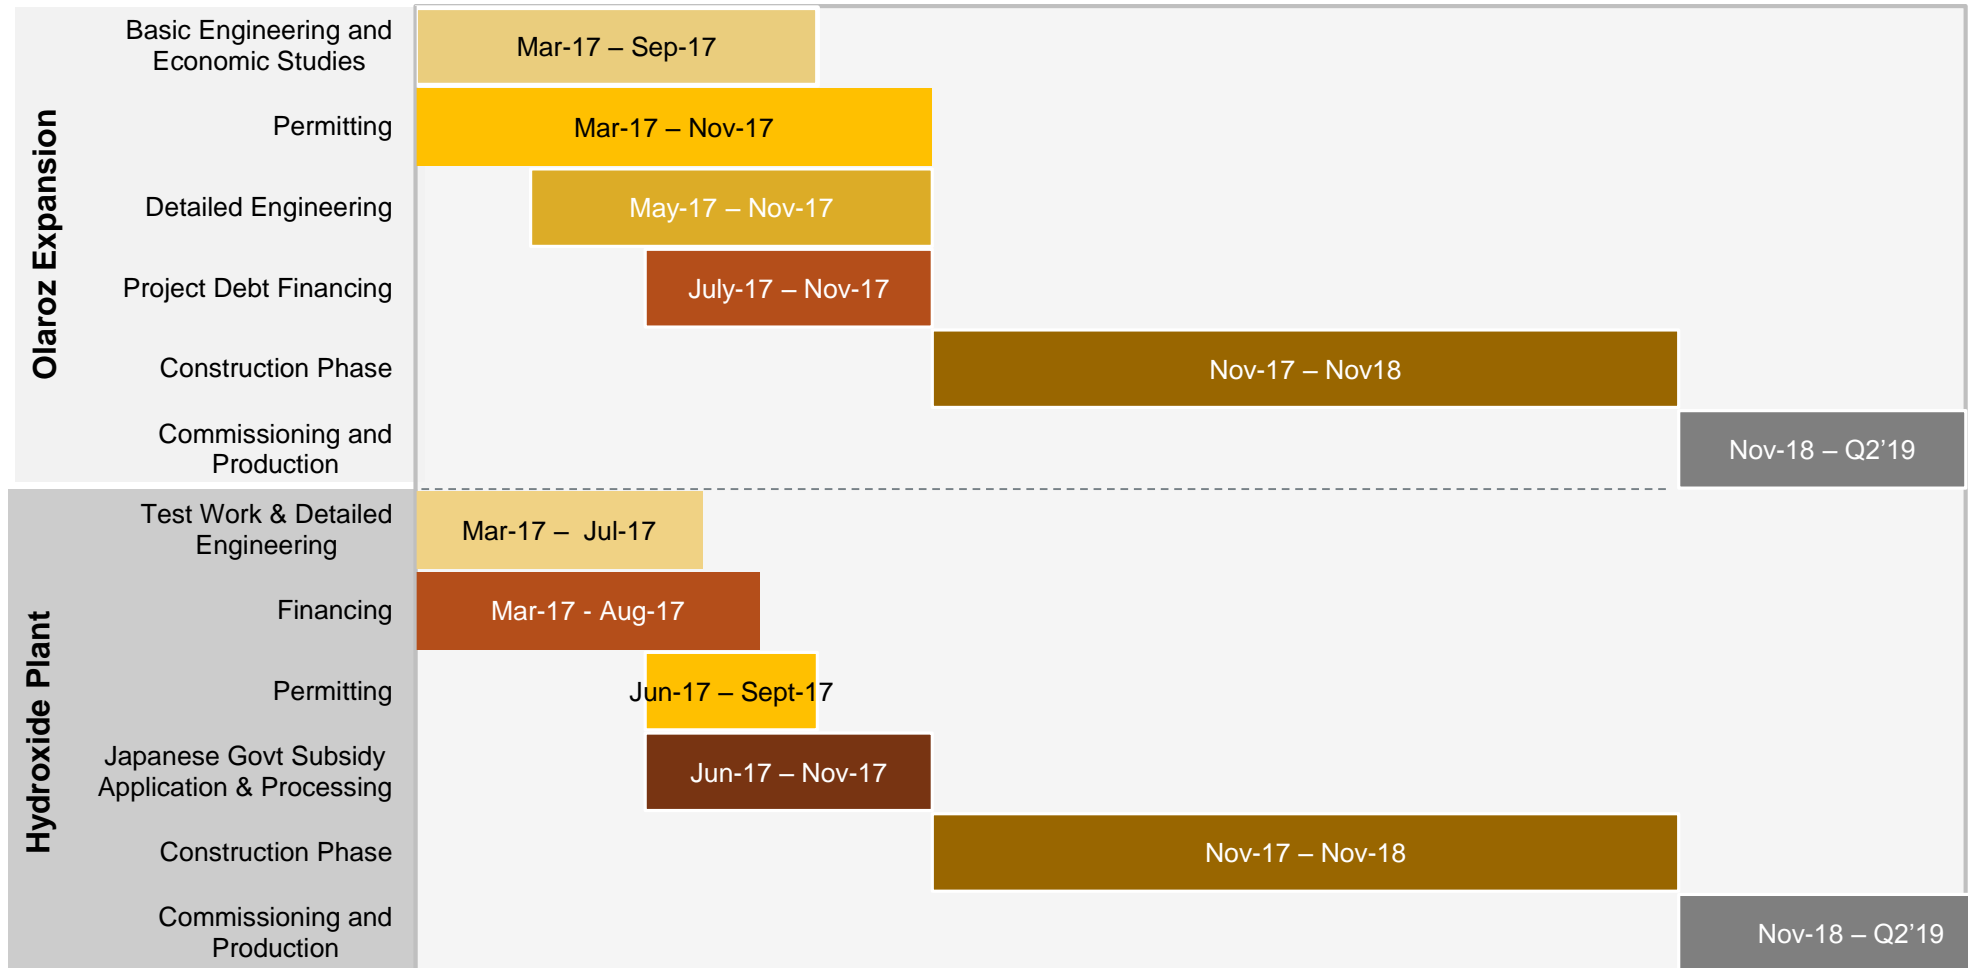 Olaroz Expansion
Basic Engineering and
Economic Studies
Mar-17 – Sep-17
Permitting
Mar-17 – Nov-17
Detailed Engineering
May-17 – Nov-17
Project Debt Financing
July-17 – Nov-17
Construction Phase
Nov-17 – Nov18
Commissioning and
Production
Nov-18 – Q2’19
Hydroxide Plant
Test Work & Detailed
Engineering
Mar-17 –  Jul-17
Financing
Mar-17 - Aug-17
Permitting
Jun-17 – Sept-17
Japanese Govt Subsidy
Application & Processing
Jun-17 – Nov-17
Construction Phase
Nov-17 – Nov-18
Commissioning and
Production
Nov-18 – Q2’19